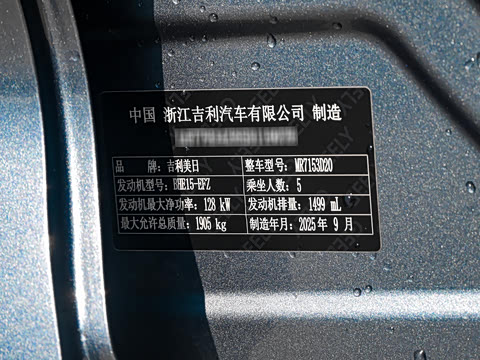 中国 浙江吉利汽车有限公司 制造
品 牌：吉利美日 整车型号：MR7153D20
发动机型号：BHE15-EFZ 乘坐人数：5
发动机最大净功率：128 kW 发动机排量：1499 mL
最大允许总质量：1905 kg 制造年月：2025 年 9 月